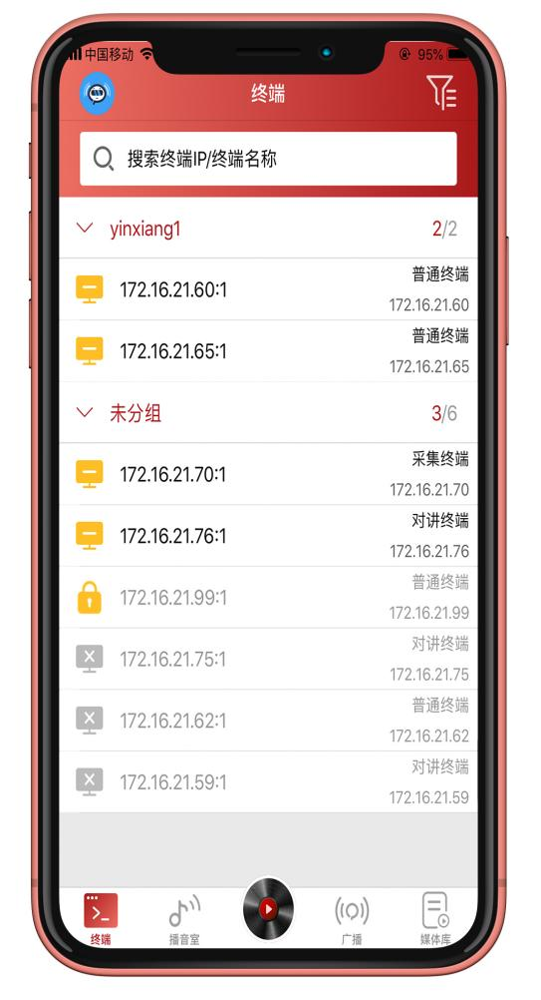 中国移动
95%
终端
搜索终端IP/终端名称
yinxiang1 2/2
172.16.21.60:1 普通终端
172.16.21.60
172.16.21.65:1 普通终端
172.16.21.65
未分组 3/6
172.16.21.70:1 采集终端
172.16.21.70
172.16.21.76:1 对讲终端
172.16.21.76
172.16.21.99:1 普通终端
172.16.21.99
172.16.21.75:1 对讲终端
172.16.21.75
172.16.21.62:1 普通终端
172.16.21.62
172.16.21.59:1 对讲终端
172.16.21.59
终端 播音室 广播 媒体库